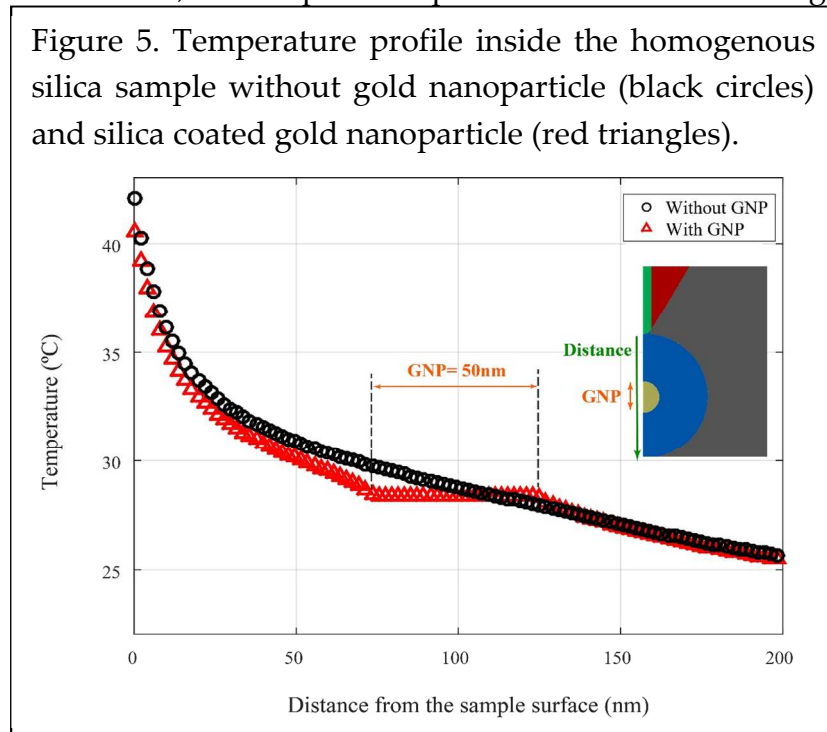 Figure 5. Temperature profile inside the homogenous
silica sample without gold nanoparticle (black circles)
and silica coated gold nanoparticle (red triangles).
Without GNP
With GNP
40
35
30
25
Temperature (ºC)
GNP= 50nm
Distance
GNP
0 50 100 150 200
Distance from the sample surface (nm)